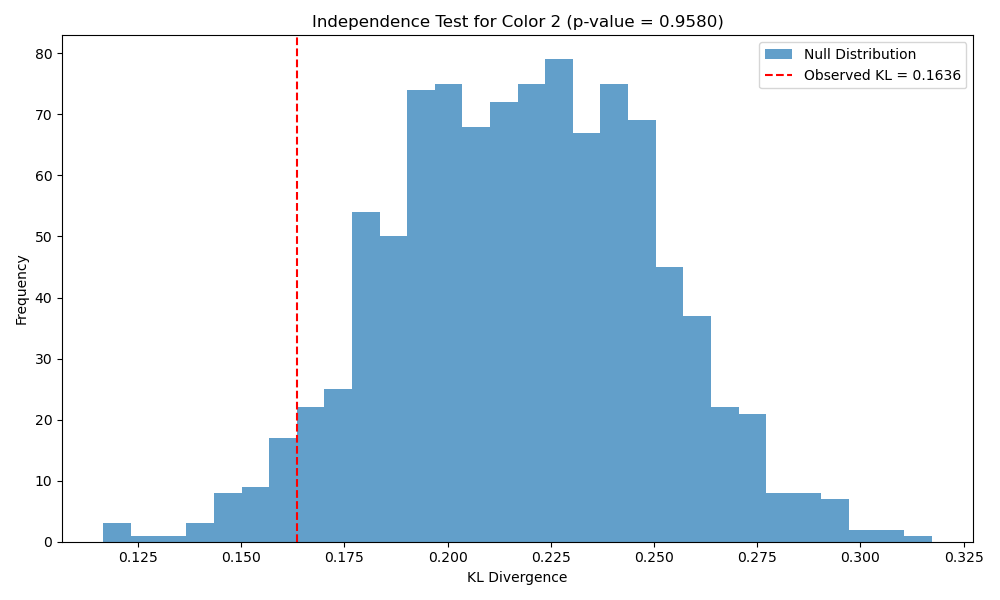 Independence Test for Color 2 (p-value = 0.9580)
Null Distribution
Observed KL = 0.1636
Frequency
80
70
60
50
40
30
20
10
0
0.125 0.150 0.175 0.200 0.225 0.250 0.275 0.300 0.325
KL Divergence